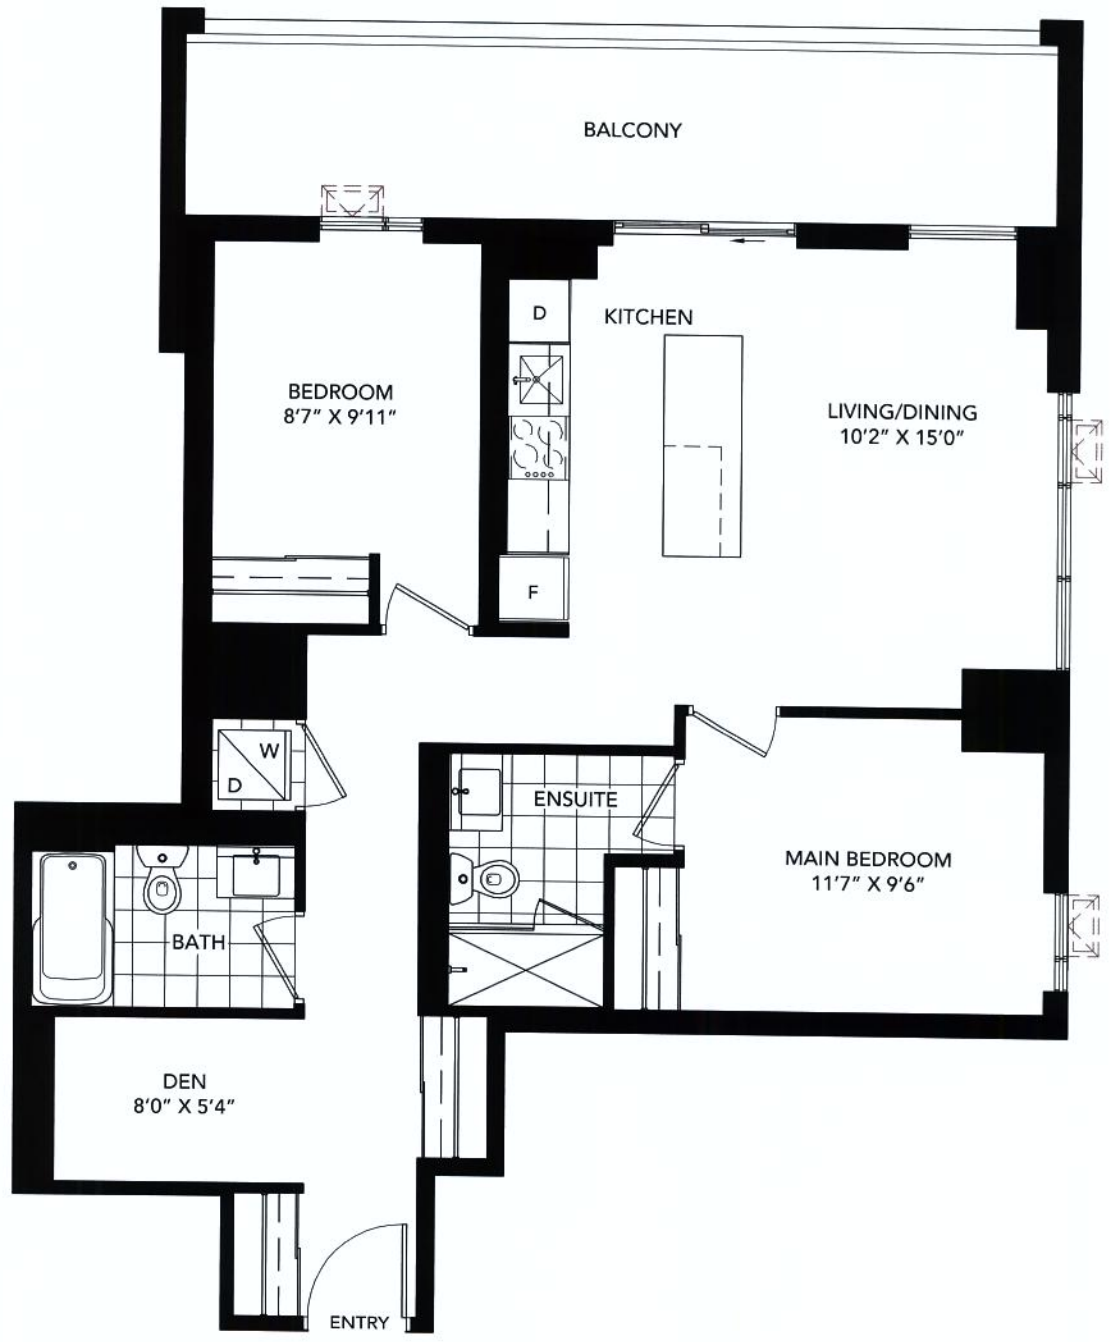 BALCONY
D
KITCHEN
BEDROOM
8'7" X 9'11"
LIVING/DINING
10'2" X 15'0"
F
W
D
ENSUITE
MAIN BEDROOM
11'7" X 9'6"
BATH
DEN
8'0" X 5'4"
ENTRY